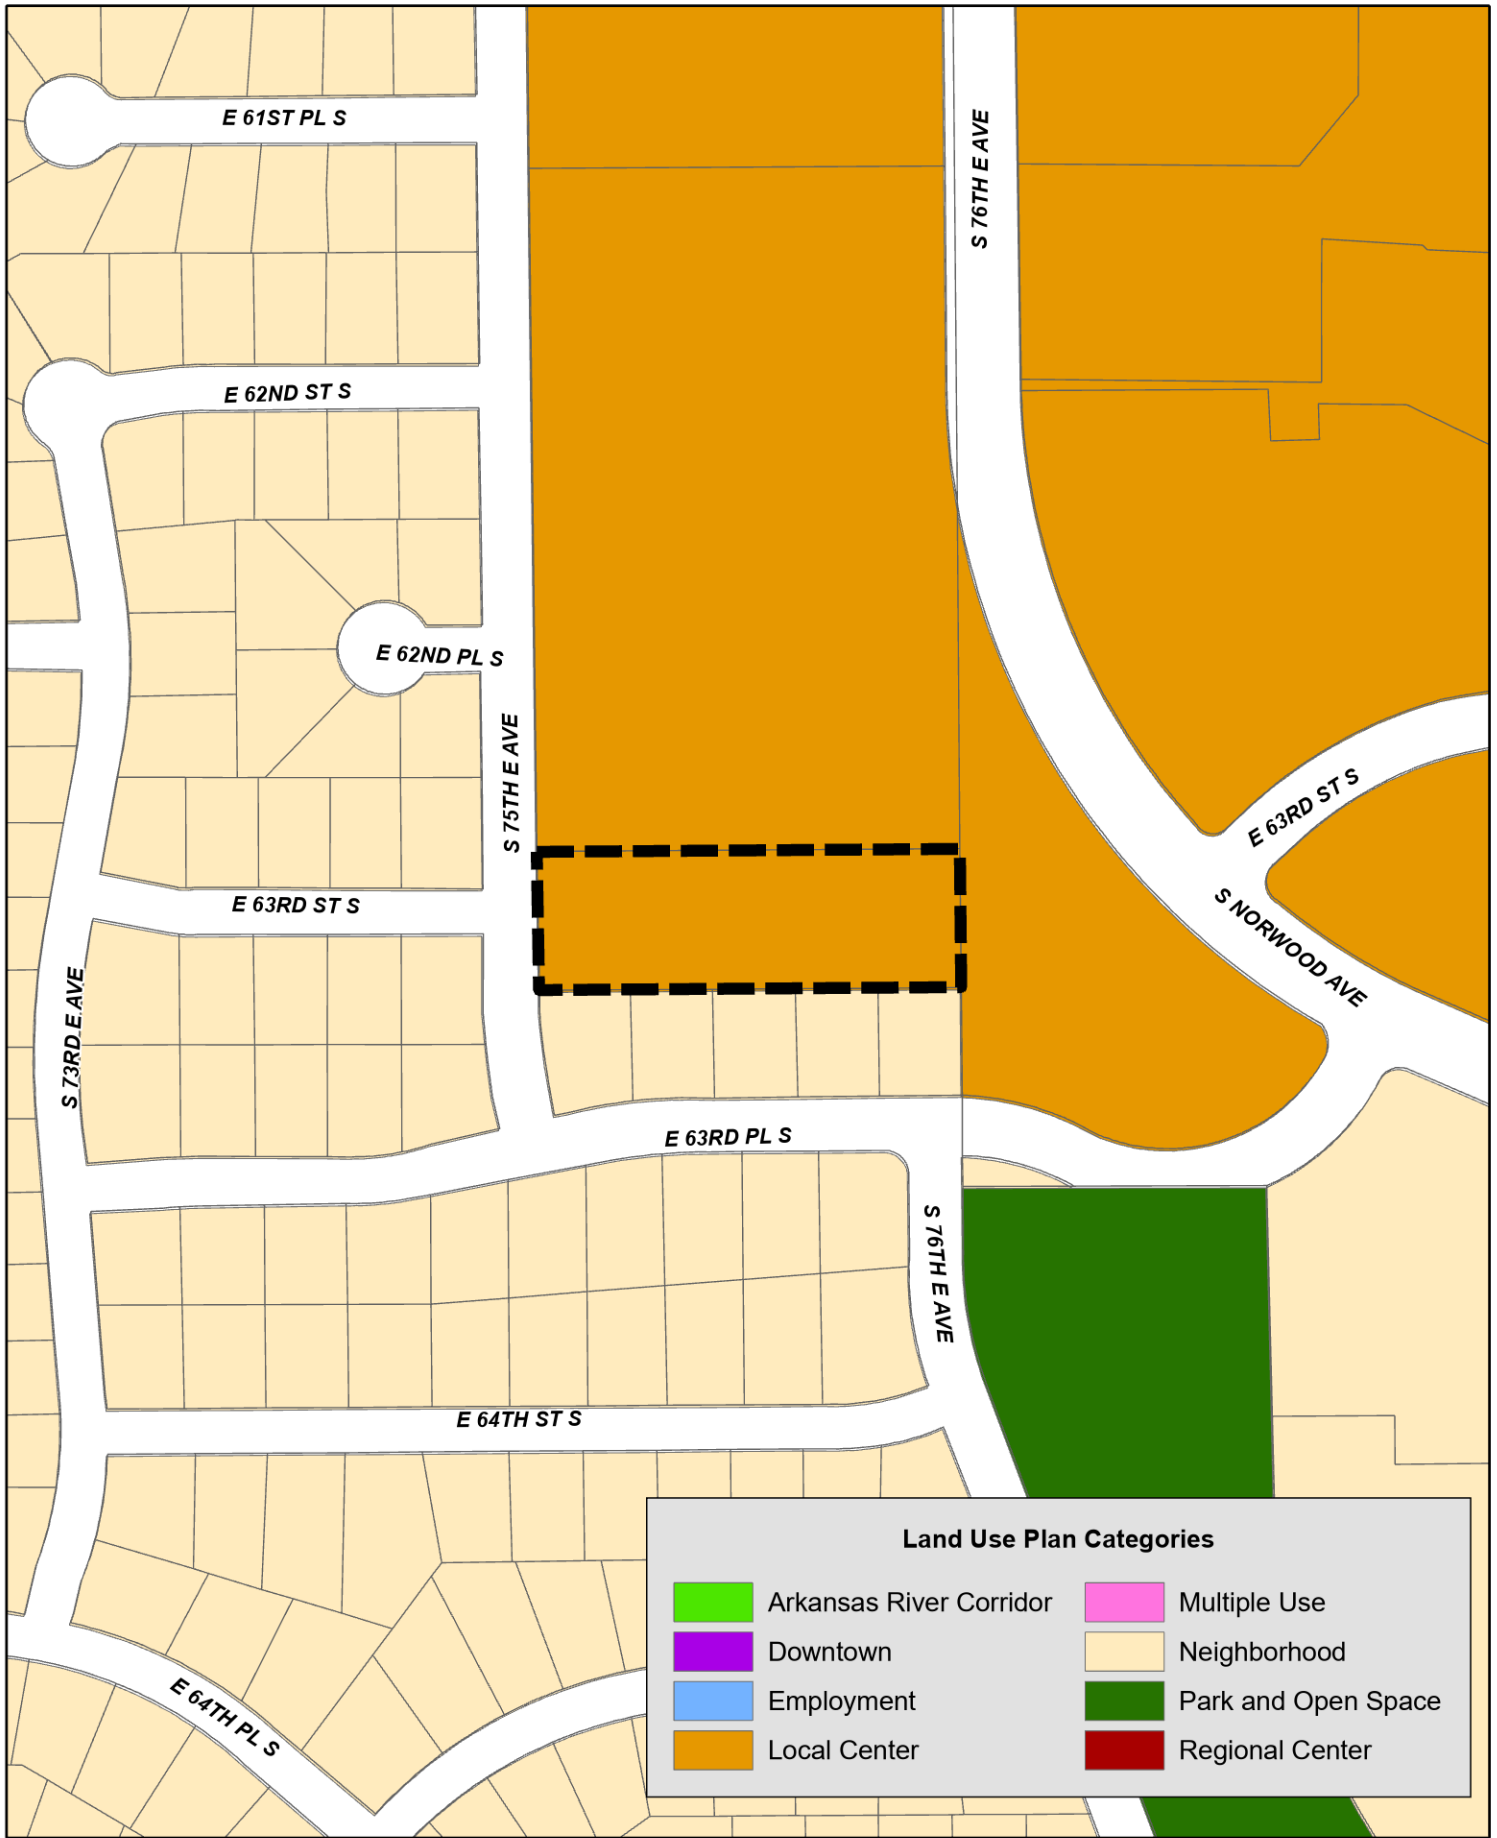 E 61ST PL S
S 76TH E AVE
E 62ND ST S
E 62ND PL S
S 75TH E AVE
E 63RD ST S
E 63RD ST S
S NORWOOD AVE
S 73RD E AVE
E 63RD PL S
S 76TH E AVE
E 64TH ST S
E 64TH PL S
Land Use Plan Categories
Arkansas River Corridor
Downtown
Employment
Local Center
Multiple Use
Neighborhood
Park and Open Space
Regional Center